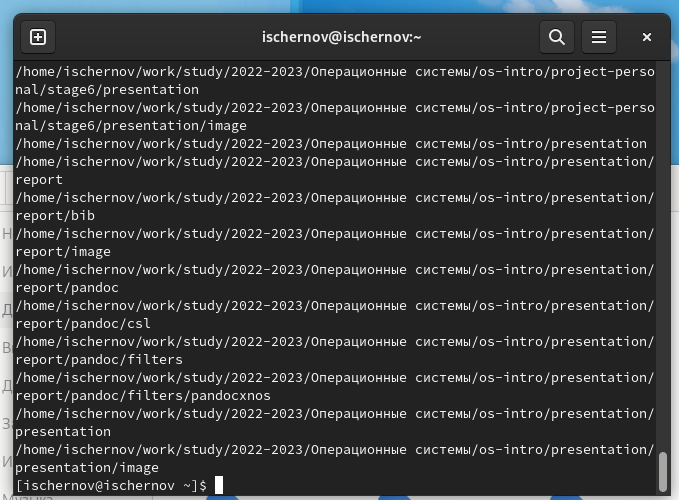 ischernov@ischernov:~
/home/ischernov/work/study/2022-2023/Операционные системы/os-intro/project-perso
nal/stage6/presentation
/home/ischernov/work/study/2022-2023/Операционные системы/os-intro/project-perso
nal/stage6/presentation/image
/home/ischernov/work/study/2022-2023/Операционные системы/os-intro/presentation
/home/ischernov/work/study/2022-2023/Операционные системы/os-intro/presentation/
report
/home/ischernov/work/study/2022-2023/Операционные системы/os-intro/presentation/
report/bib
/home/ischernov/work/study/2022-2023/Операционные системы/os-intro/presentation/
report/image
/home/ischernov/work/study/2022-2023/Операционные системы/os-intro/presentation/
report/pandoc
/home/ischernov/work/study/2022-2023/Операционные системы/os-intro/presentation/
report/pandoc/csl
/home/ischernov/work/study/2022-2023/Операционные системы/os-intro/presentation/
report/pandoc/filters
/home/ischernov/work/study/2022-2023/Операционные системы/os-intro/presentation/
report/pandoc/filters/pandocxnos
/home/ischernov/work/study/2022-2023/Операционные системы/os-intro/presentation/
presentation
/home/ischernov/work/study/2022-2023/Операционные системы/os-intro/presentation/
presentation/image
[ischernov@ischernov ~]$